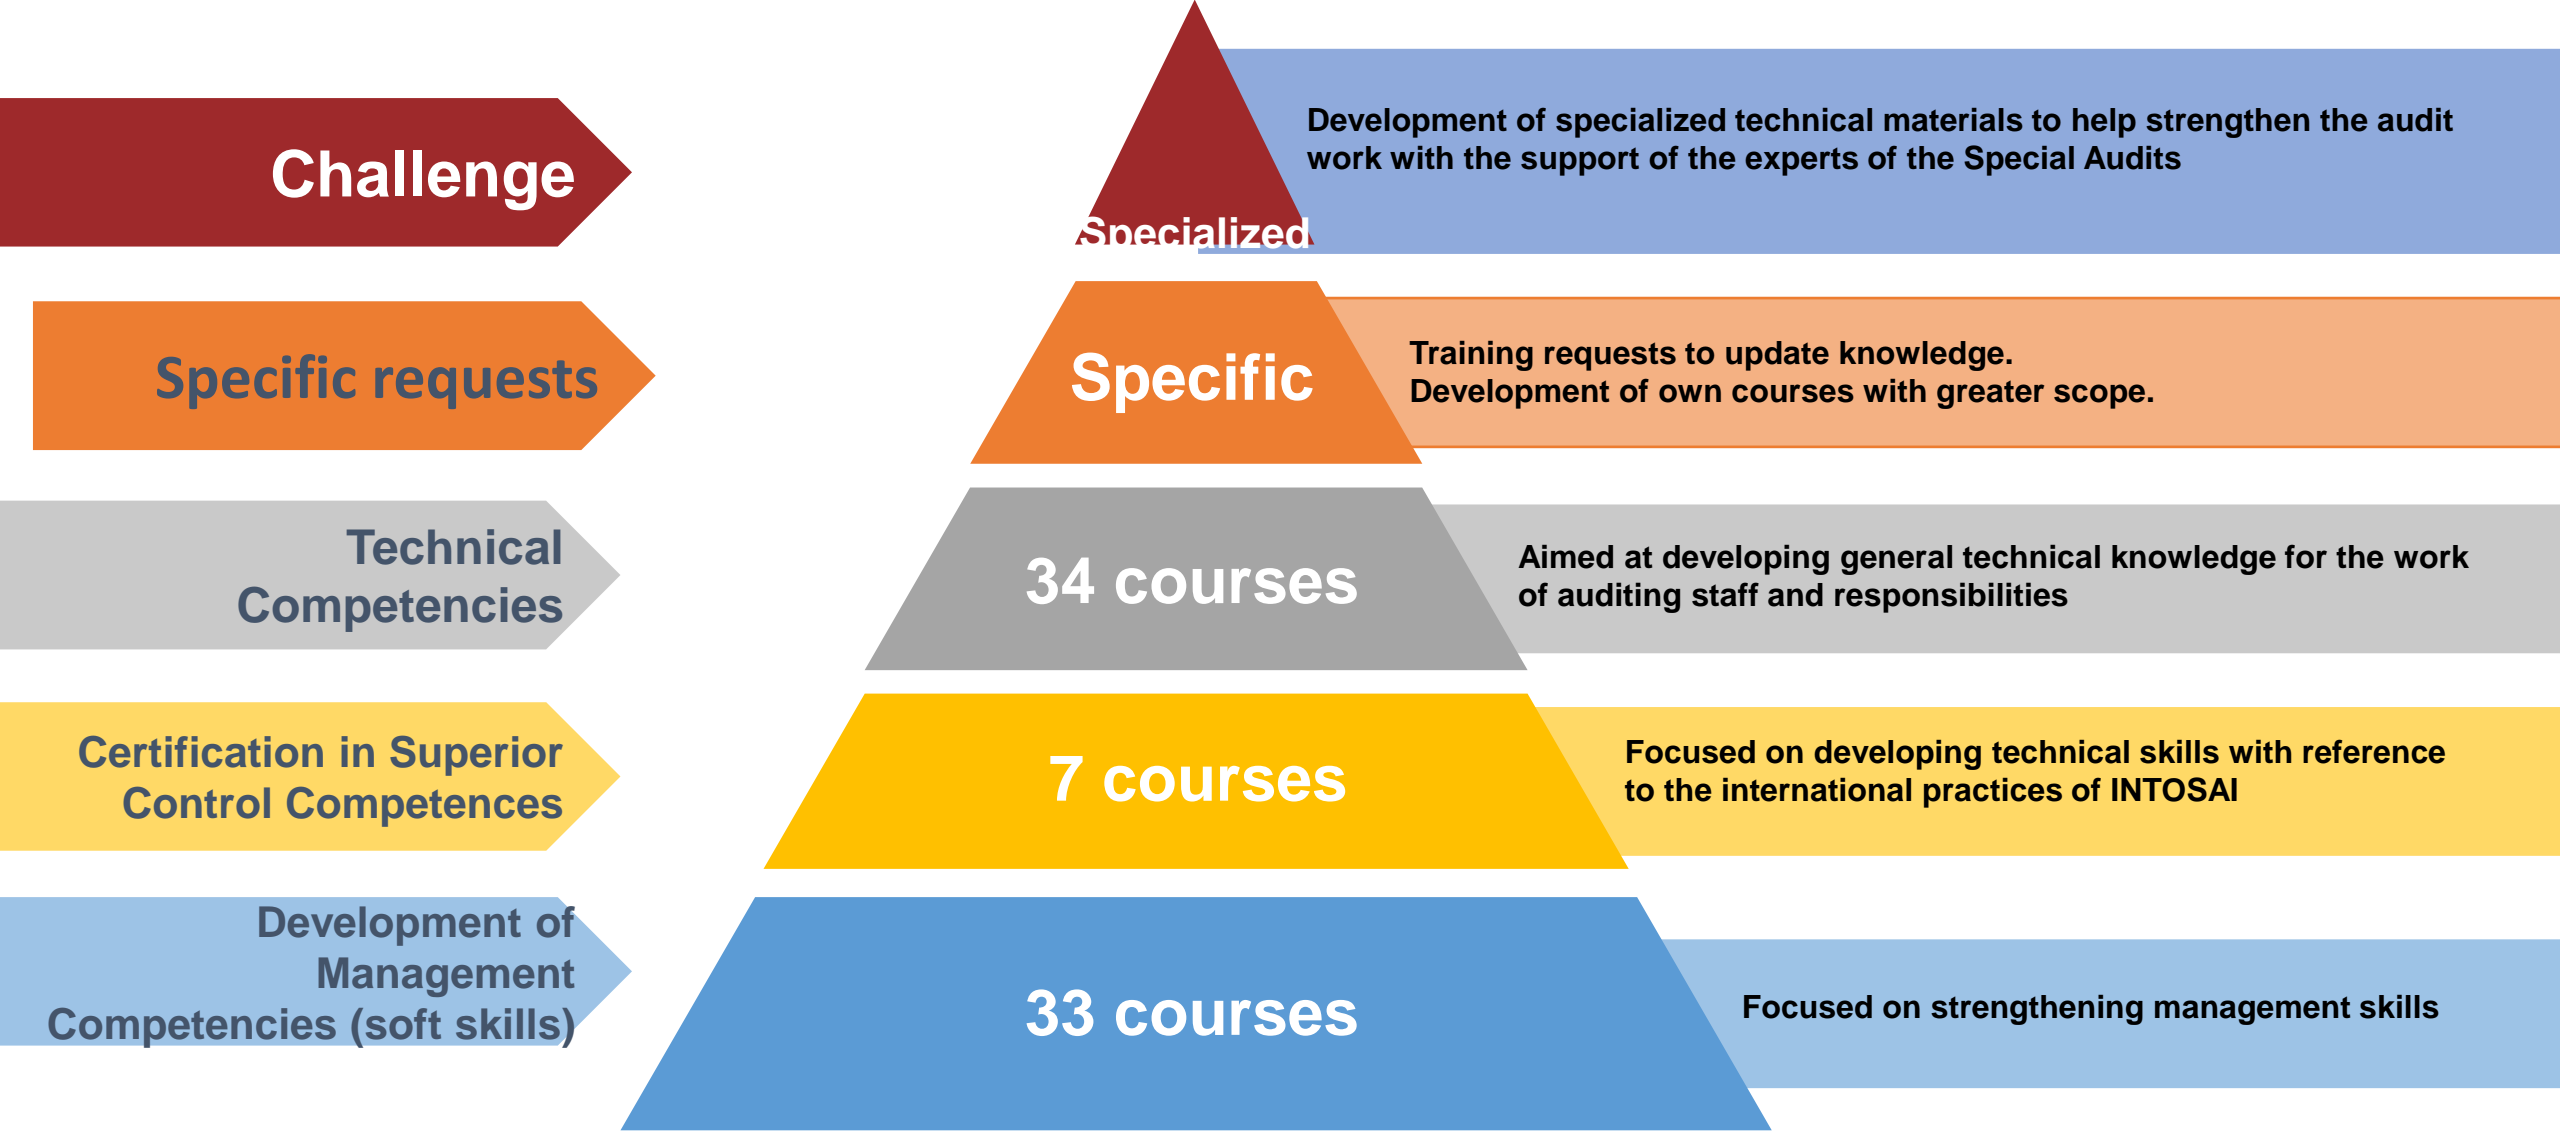 Challenge
Specialized
Development of specialized technical materials to help strengthen the audit
work with the support of the experts of the Special Audits
Specific requests
Specific
Training requests to update knowledge.
Development of own courses with greater scope.
Technical
Competencies
34 courses
Aimed at developing general technical knowledge for the work
of auditing staff and responsibilities
Certification in Superior
Control Competences
7 courses
Focused on developing technical skills with reference
to the international practices of INTOSAI
Development of
Management
Competencies (soft skills)
33 courses
Focused on strengthening management skills